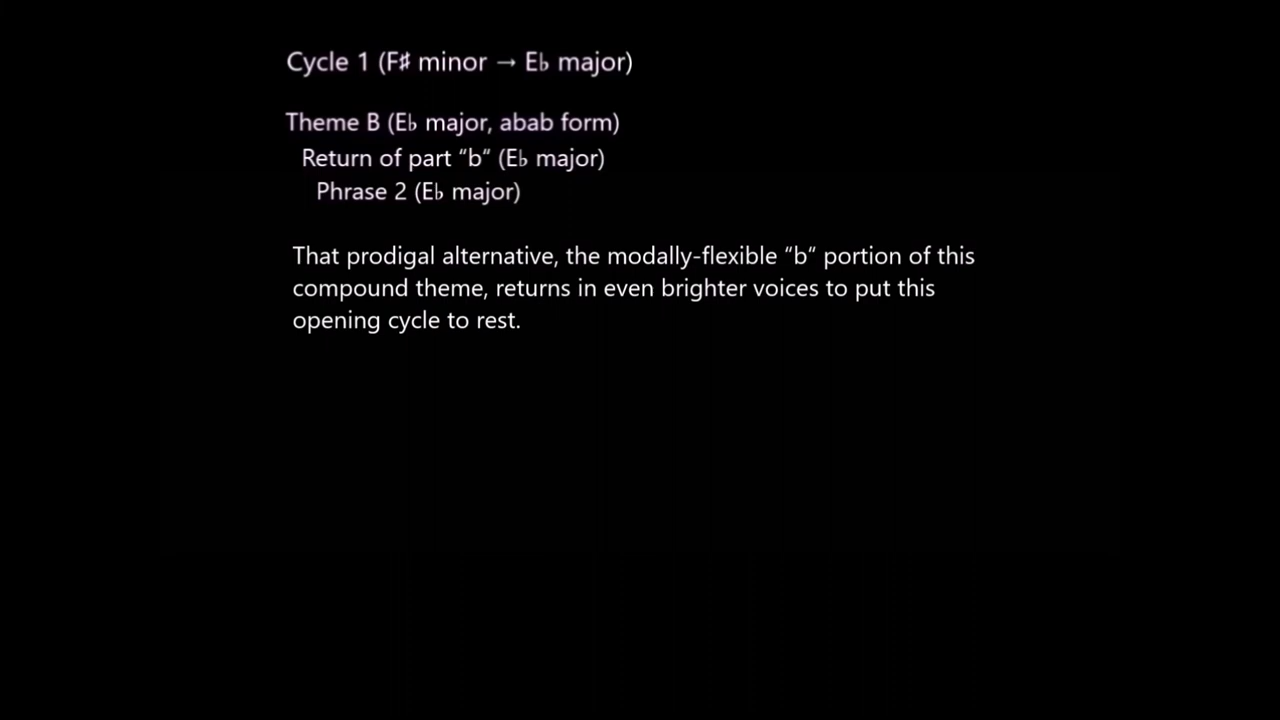 Cycle 1 (F♯ minor → E♭ major)
Theme B (E♭ major, abab form)
Return of part “b“ (E♭ major)
Phrase 2 (E♭ major)
That prodigal alternative, the modally-flexible “b“ portion of this
compound theme, returns in even brighter voices to put this
opening cycle to rest.